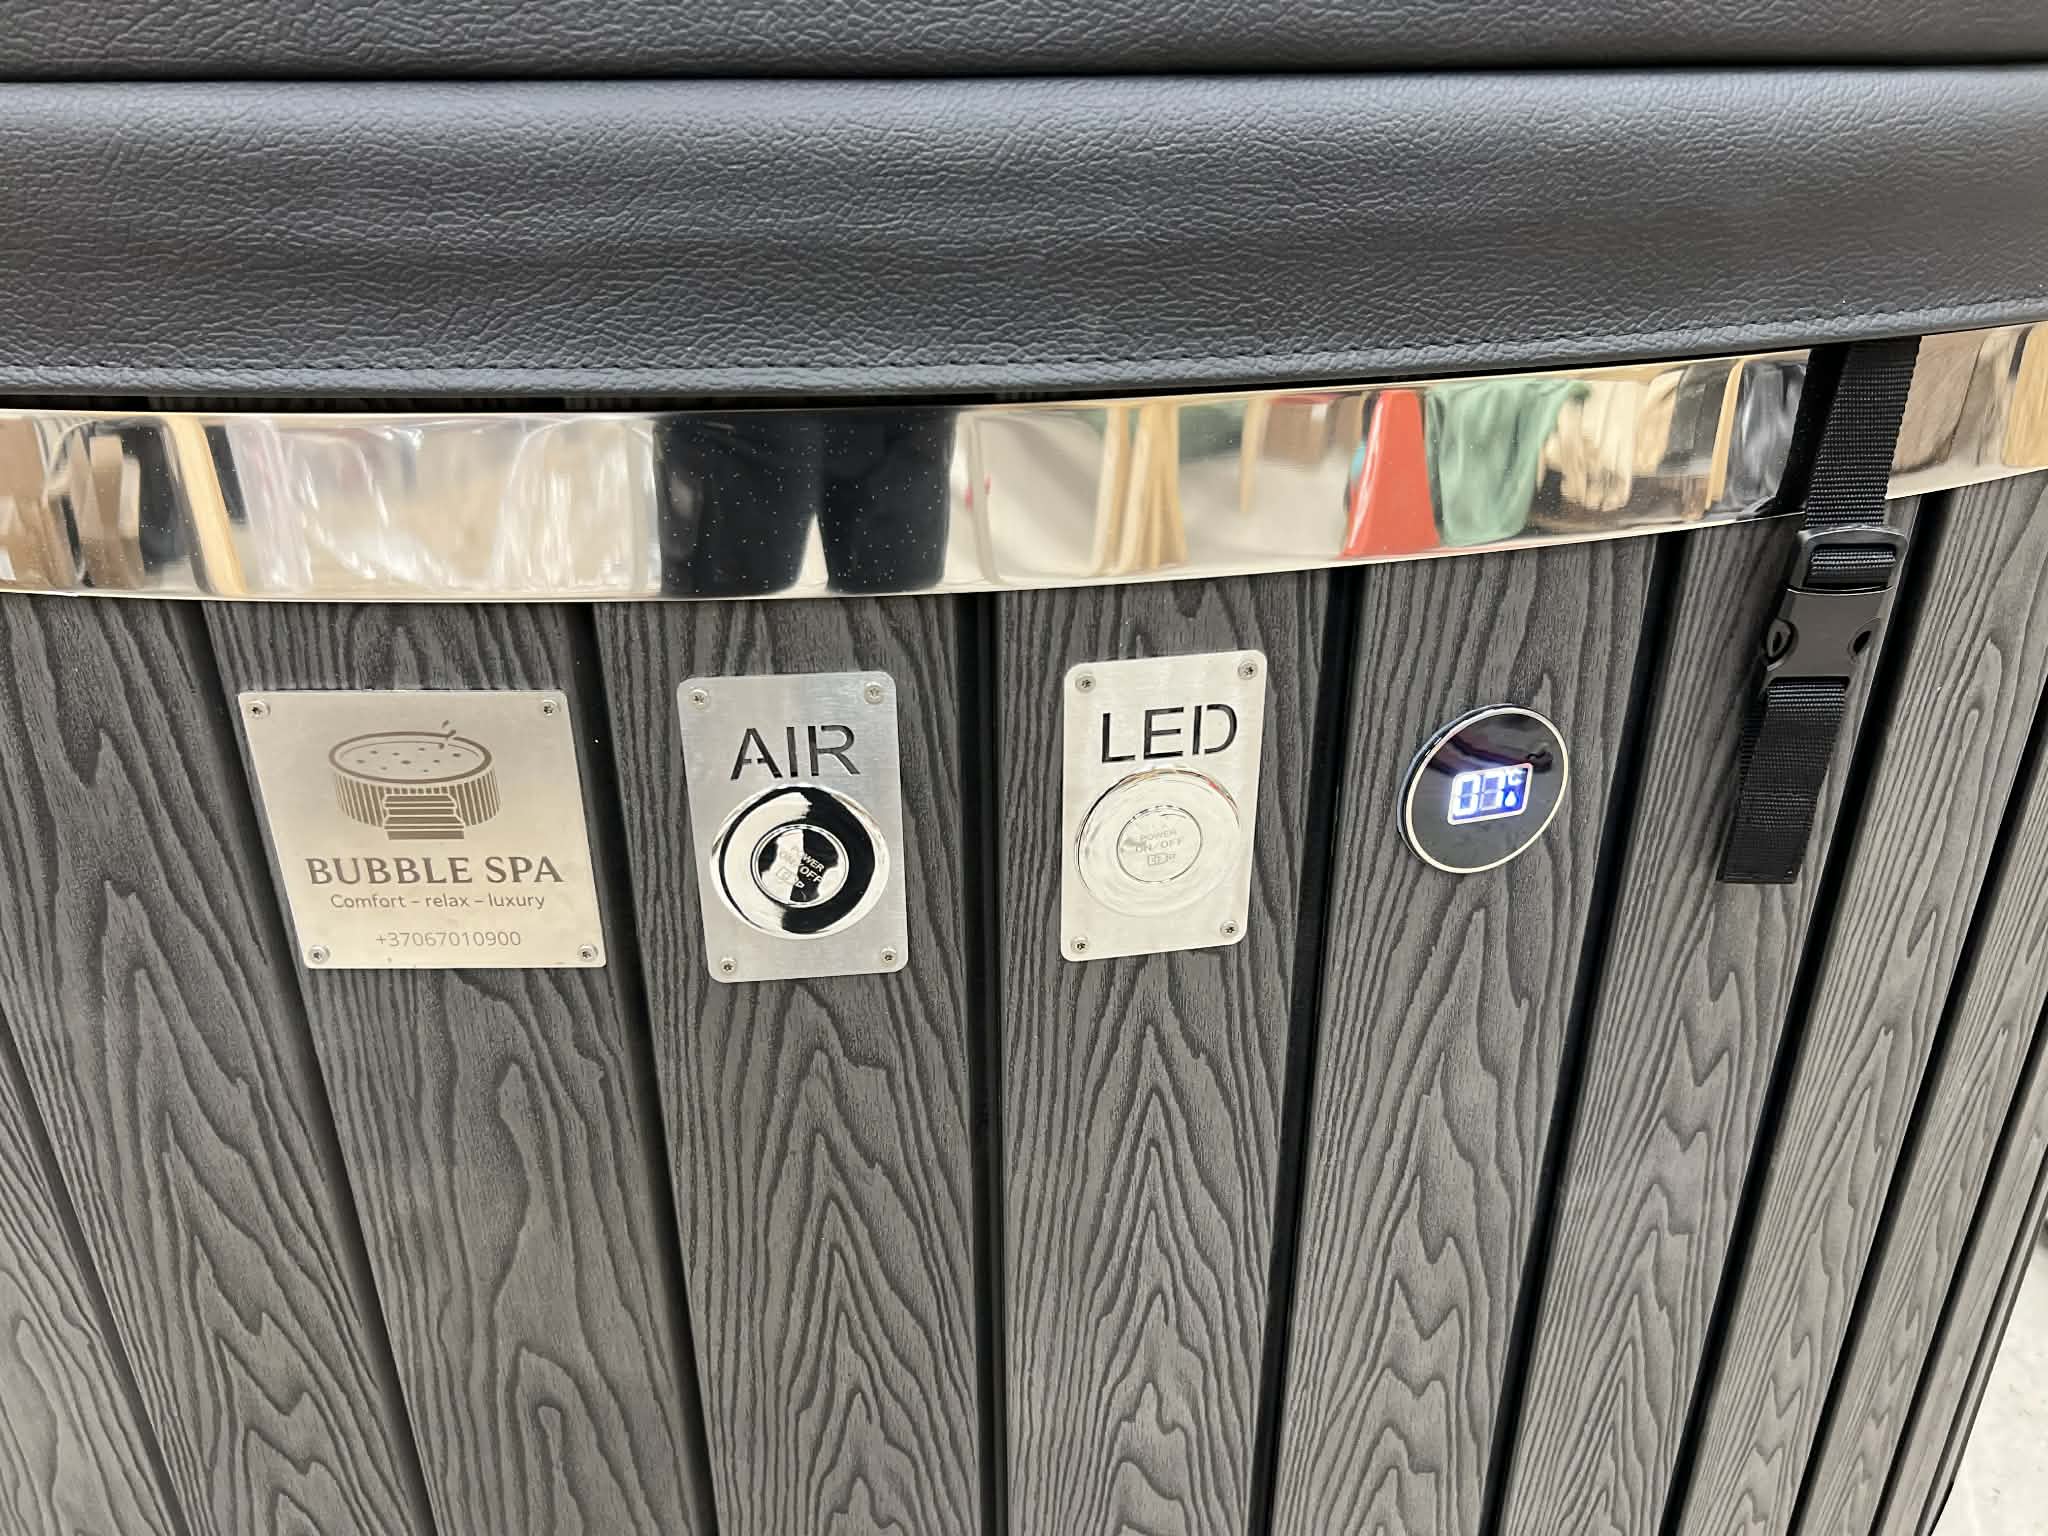 BUBBLE SPA
Comfort - relax - luxury
+37067010900
AIR
POWER
ON/OFF
LED
POWER
ON/OFF
°C